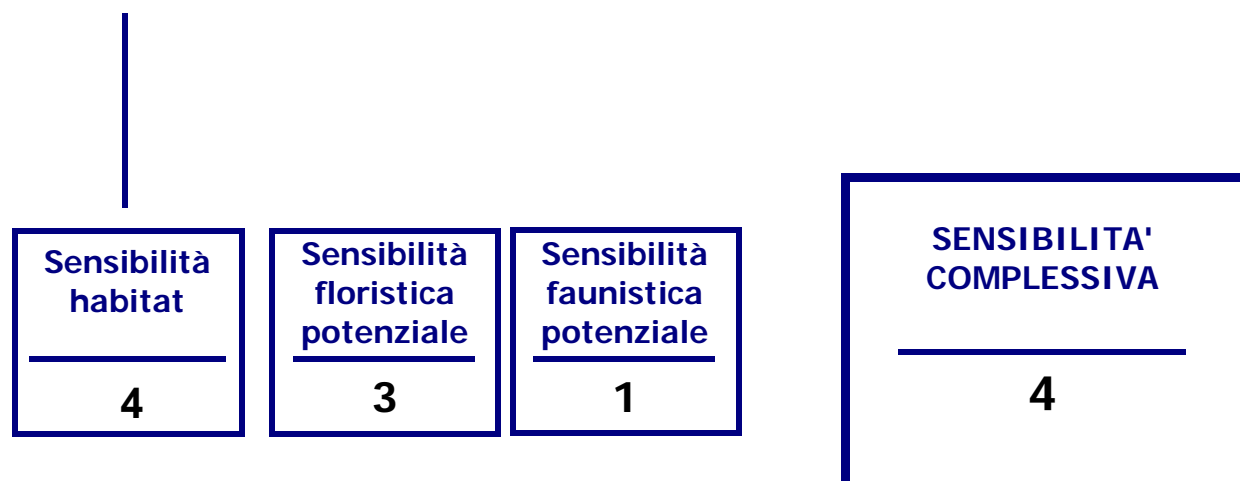 Sensibilità
habitat
4
Sensibilità
floristica
potenziale
3
Sensibilità
faunistica
potenziale
1
SENSIBILITA'
COMPLESSIVA
4